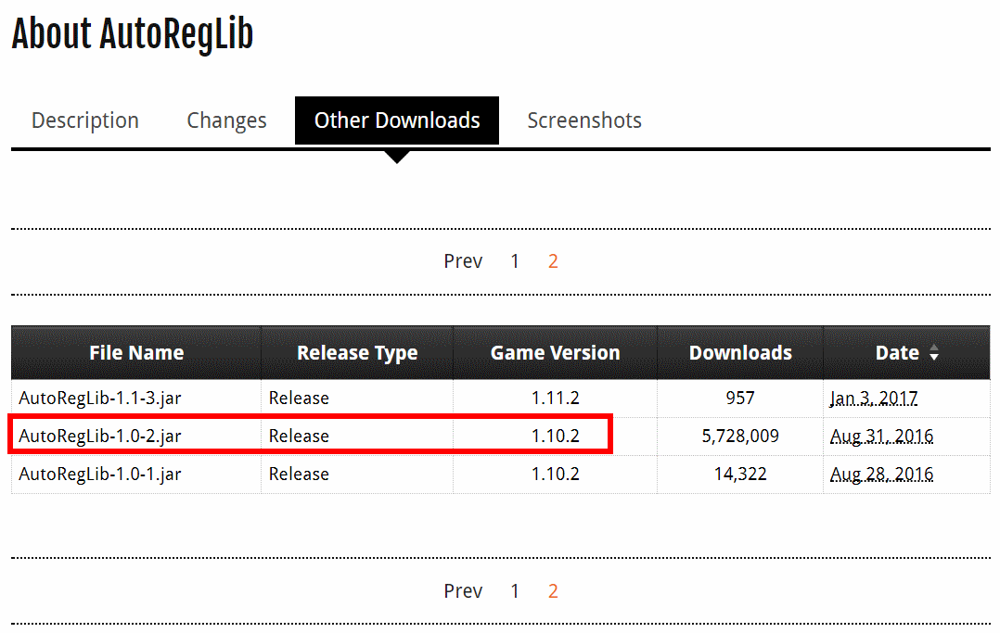 About AutoRegLib
Description Changes Other Downloads Screenshots
Prev 1 2
File Name Release Type Game Version Downloads Date
AutoRegLib-1.1-3.jar Release 1.11.2 957 Jan 3, 2017
AutoRegLib-1.0-2.jar Release 1.10.2 5,728,009 Aug 31, 2016
AutoRegLib-1.0-1.jar Release 1.10.2 14,322 Aug 28, 2016
Prev 1 2